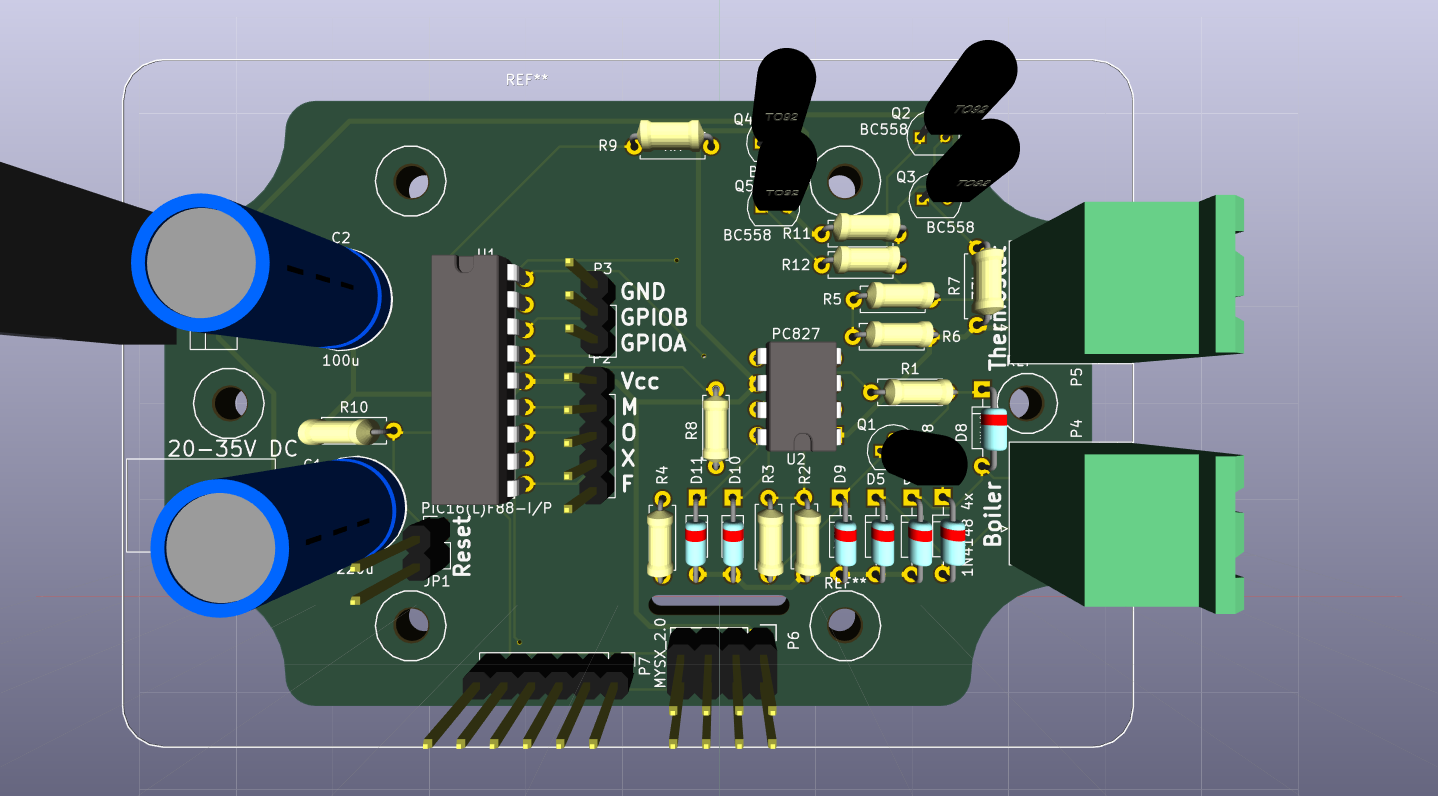 REF**
Q4
TO92
Q2
TO92
BC558
R9
Q5
TO92
Q3
TO92
BC558
R11
BC558
C2
U1
R12
P3
GND
GPIOB
GPIOA
R5
R7
Thermostat
PC827
R6
100u
P2
Vcc
M
O
X
F
R1
P5
R10
20-35V DC
R8
Q1
D8
P4
C1
U2
R4
D11
D10
R3
R2
D9
D5
1N4148 4x
Boiler
PIC16(L)F88-I/P
Reset
220u
JP1
REF**
MYSX 2.0
P6
P7